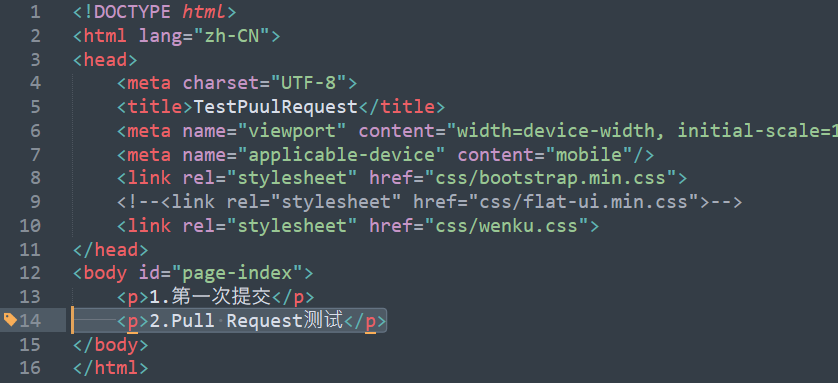 1 <!DOCTYPE html>
2 <html lang="zh-CN">
3 <head>
4 <meta charset="UTF-8">
5 <title>TestPuulRequest</title>
6 <meta name="viewport" content="width=device-width, initial-scale=1
7 <meta name="applicable-device" content="mobile"/>
8 <link rel="stylesheet" href="css/bootstrap.min.css">
9 <!--<link rel="stylesheet" href="css/flat-ui.min.css">-->
10 <link rel="stylesheet" href="css/wenku.css">
11 </head>
12 <body id="page-index">
13 <p>1.第一次提交</p>
14 <p>2.Pull Request测试</p>
15 </body>
16 </html>